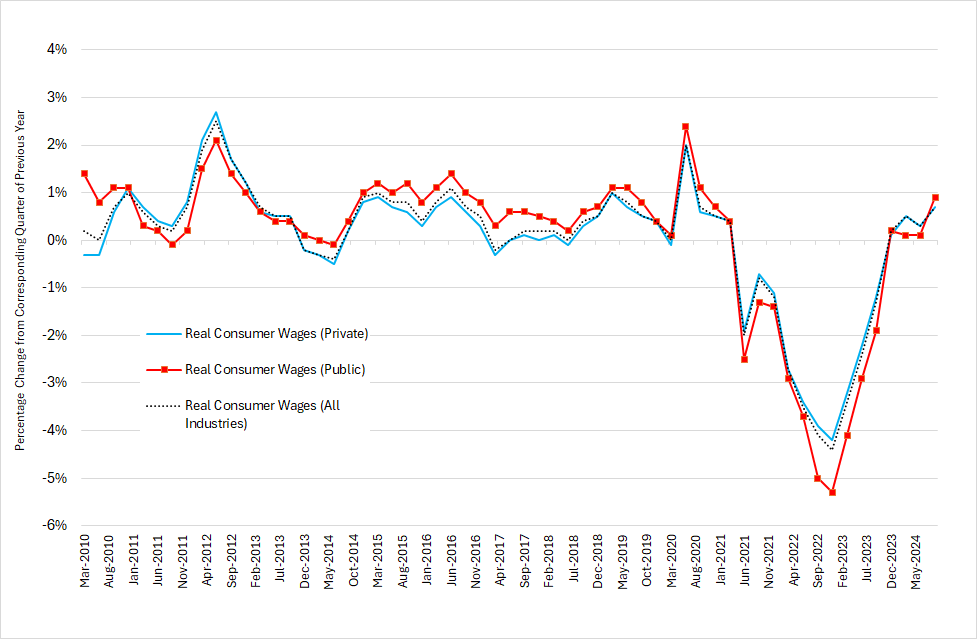 Percentage Change from Corresponding Quarter of Previous Year
4%
3%
2%
1%
0%
-1%
-2%
-3%
-4%
-5%
-6%
Real Consumer Wages (Private)
Real Consumer Wages (Public)
Real Consumer Wages (All
Industries)
Mar-2010
Aug-2010
Jan-2011
Jun-2011
Nov-2011
Apr-2012
Sep-2012
Feb-2013
Jul-2013
Dec-2013
May-2014
Oct-2014
Mar-2015
Aug-2015
Jan-2016
Jun-2016
Nov-2016
Apr-2017
Sep-2017
Feb-2018
Jul-2018
Dec-2018
May-2019
Oct-2019
Mar-2020
Aug-2020
Jan-2021
Jun-2021
Nov-2021
Apr-2022
Sep-2022
Feb-2023
Jul-2023
Dec-2023
May-2024